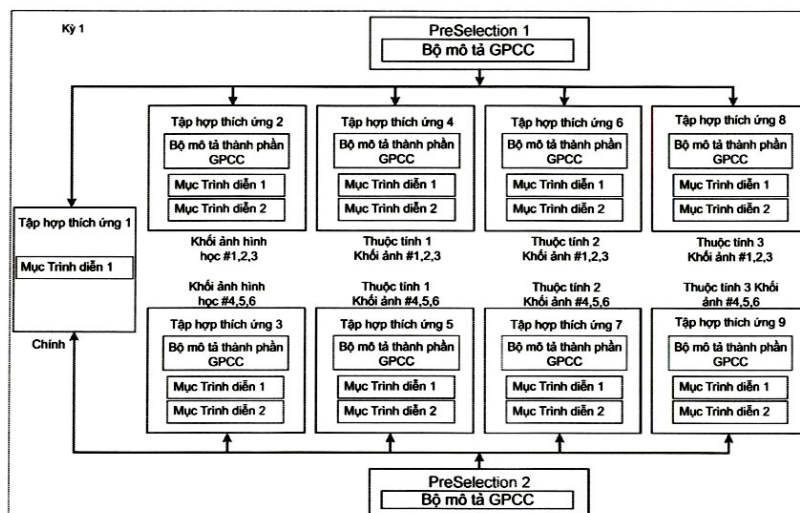 Kỳ 1
PreSelection 1
Bộ mô tả GPCC
Tập hợp thích ứng 2
Bộ mô tả thành phần
GPCC
Mục Trình diễn 1
Mục Trình diễn 2
Tập hợp thích ứng 4
Bộ mô tả thành phần
GPCC
Mục Trình diễn 1
Mục Trình diễn 2
Tập hợp thích ứng 6
Bộ mô tả thành phần
GPCC
Mục Trình diễn 1
Mục Trình diễn 2
Tập hợp thích ứng 8
Bộ mô tả thành phần
GPCC
Mục Trình diễn 1
Mục Trình diễn 2
Tập hợp thích ứng 1
Mục Trình diễn 1
Chính
Khối ảnh hình
học #1,2,3
Thuộc tính 1
Khối ảnh #1,2,3
Thuộc tính 2
Khối ảnh #1,2,3
Thuộc tính 3
Khối ảnh #1,2,3
Khối ảnh hình
học #4,5,6
Thuộc tính 1
Khối ảnh #4,5,6
Thuộc tính 2
Khối ảnh #4,5,6
Thuộc tính 3 Khối
ảnh #4,5,6
Tập hợp thích ứng 3
Bộ mô tả thành phần
GPCC
Mục Trình diễn 1
Mục Trình diễn 2
Tập hợp thích ứng 5
Bộ mô tả thành phần
GPCC
Mục Trình diễn 1
Mục Trình diễn 2
Tập hợp thích ứng 7
Bộ mô tả thành phần
GPCC
Mục Trình diễn 1
Mục Trình diễn 2
Tập hợp thích ứng 9
Bộ mô tả thành phần
GPCC
Mục Trình diễn 1
Mục Trình diễn 2
PreSelection 2
Bộ mô tả GPCC